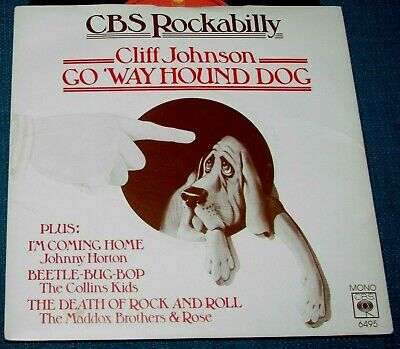 CBS Rockabilly
Cliff Johnson
GO 'WAY HOUND DOG
PLUS:
I'M COMING HOME
Johnny Horton
BEETLE-BUG-BOP
The Collins Kids
THE DEATH OF ROCK AND ROLL
The Maddox Brothers & Rose
MONO
CBS
6495